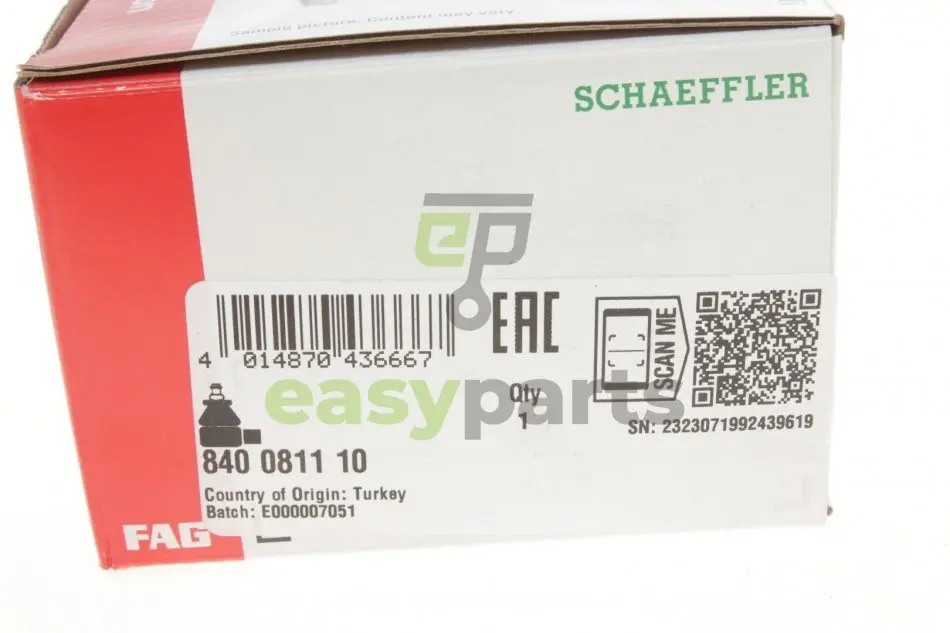 Sample picture. Content may vary.
SCHAEFFLER
ep
EAC
SCAN ME
4 014870 436667
easyparts
Qty
1
SN: 2323071992439619
840 0811 10
Country of Origin: Turkey
Batch: E000007051
FAG